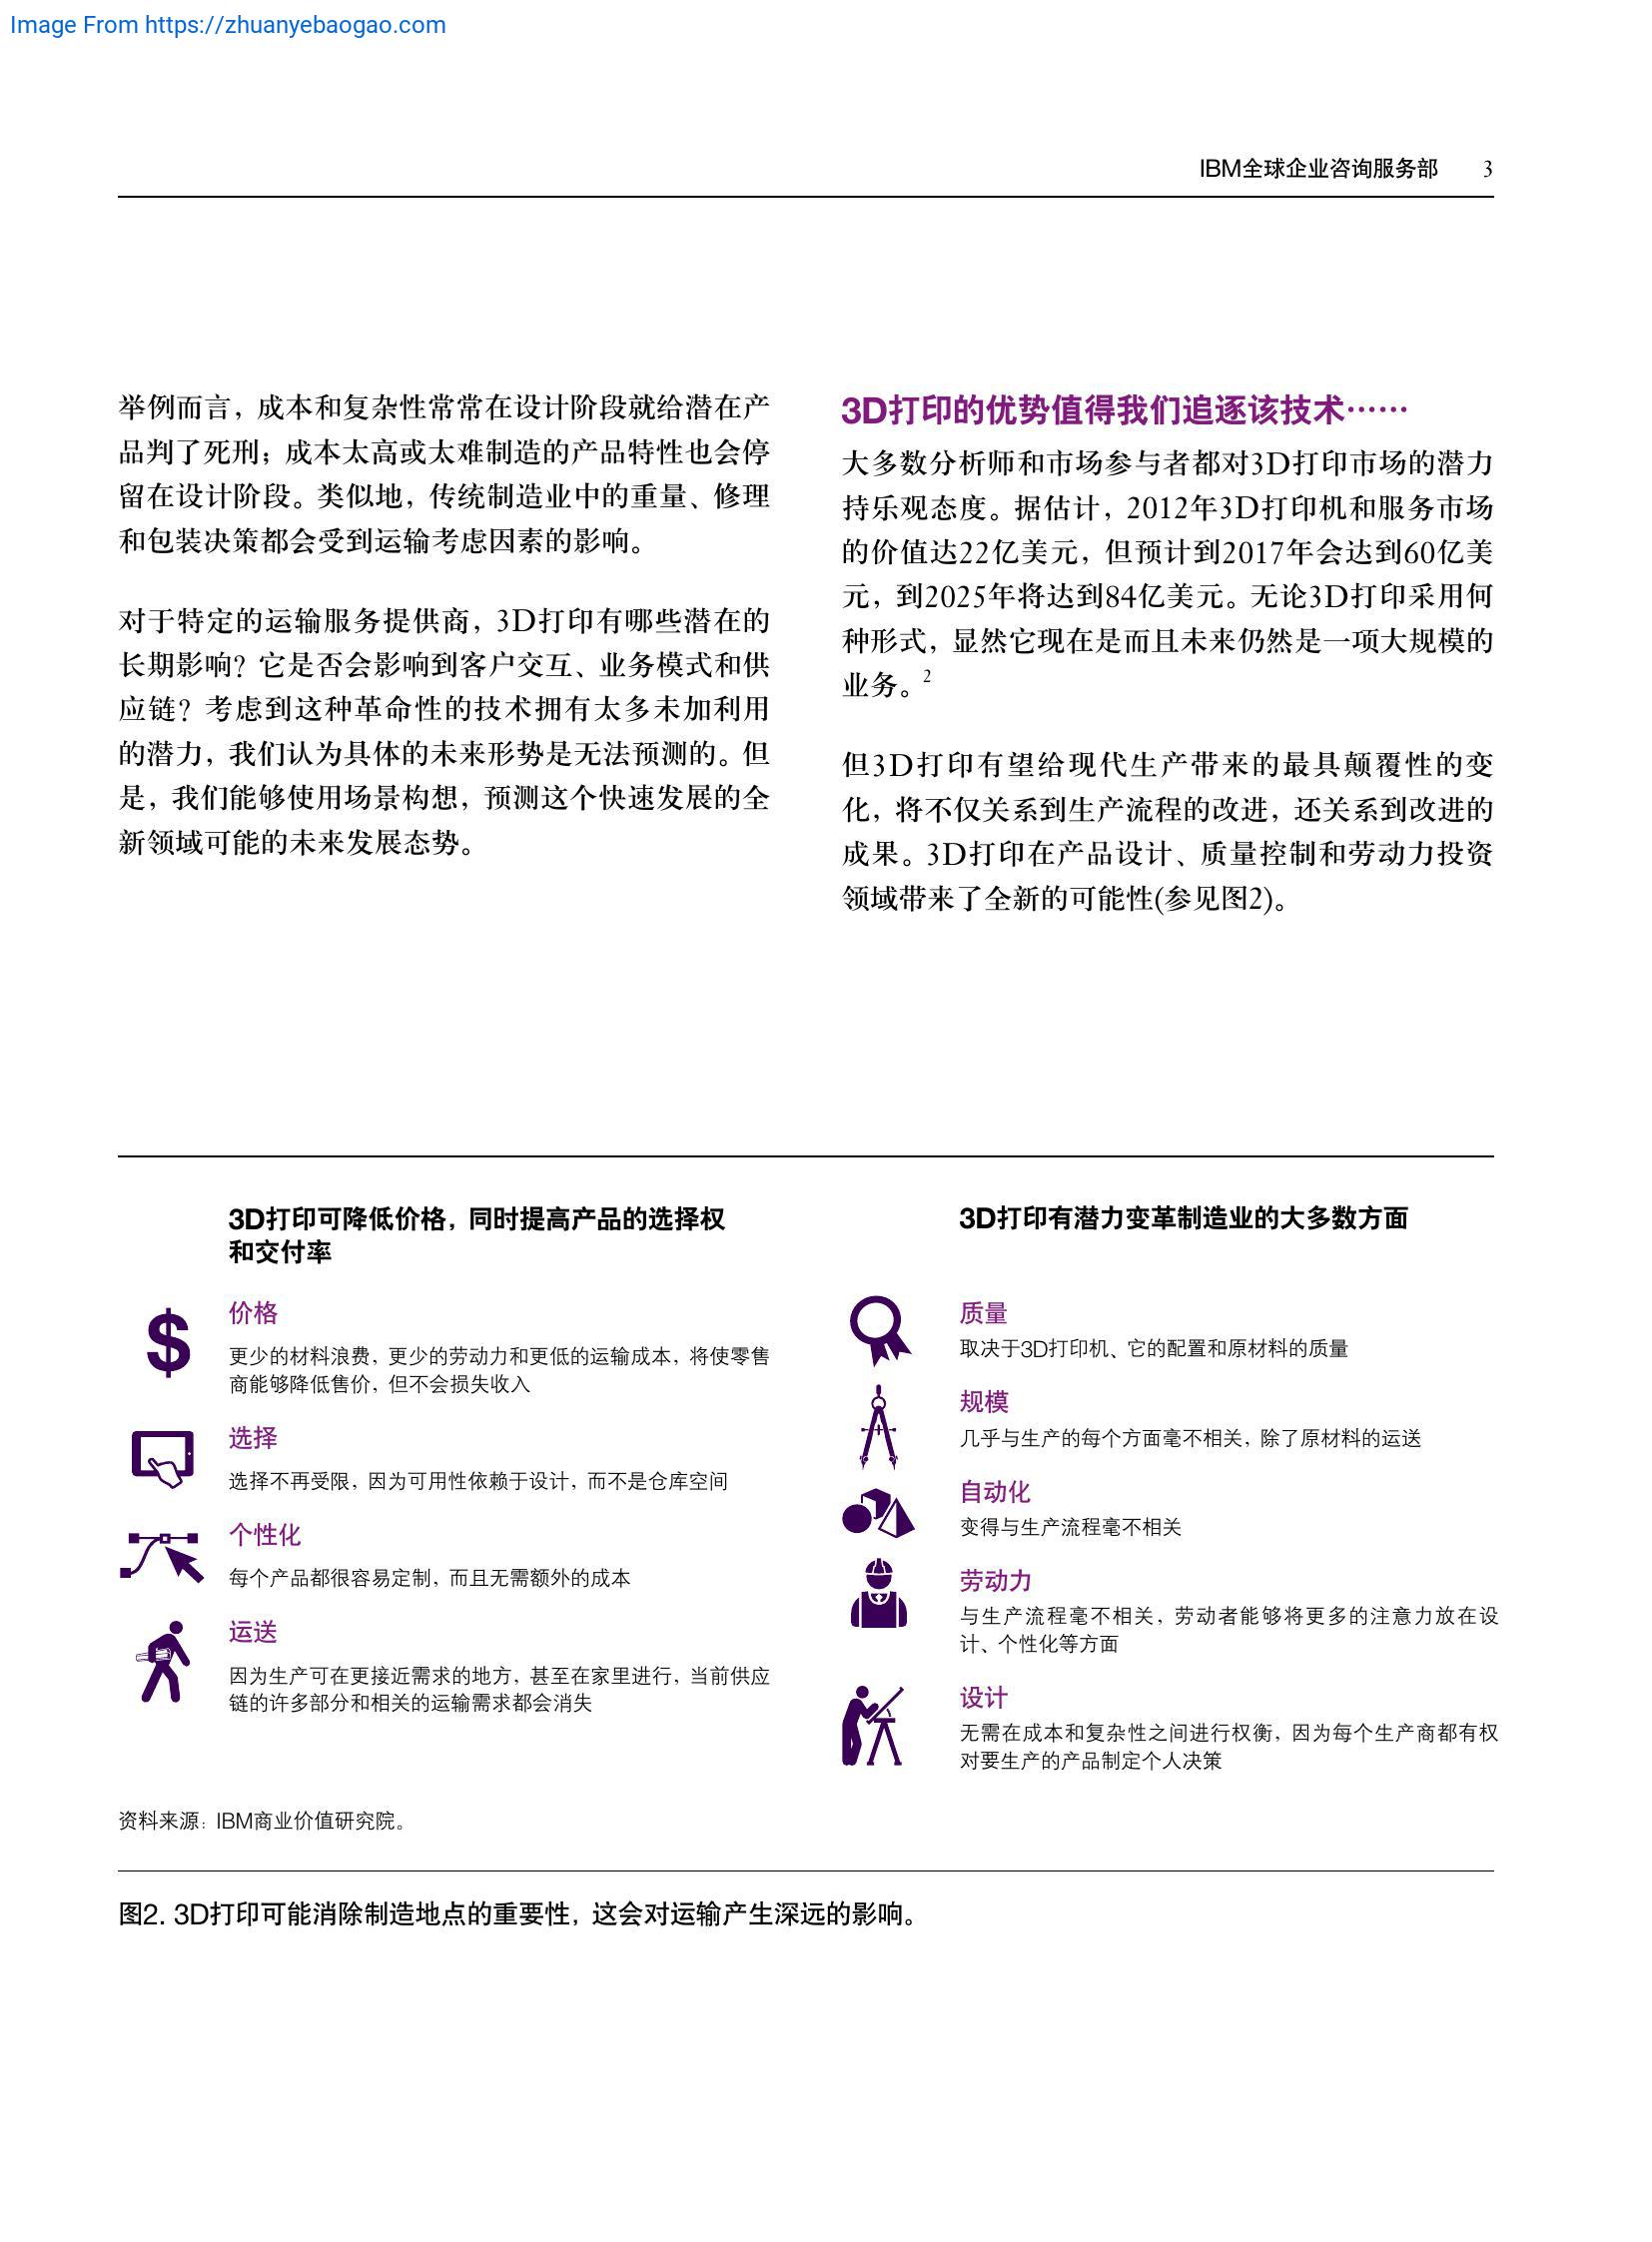 Image From https://zhuanyebaogao.com
IBM全球企业咨询服务部 3
举例而言，成本和复杂性常常在设计阶段就给潜在产
品判了死刑；成本太高或太难制造的产品特性也会停
留在设计阶段。类似地，传统制造业中的重量、修理
和包装决策都会受到运输考虑因素的影响。
对于特定的运输服务提供商，3D打印有哪些潜在的
长期影响？它是否会影响到客户交互、业务模式和供
应链？考虑到这种革命性的技术拥有太多未加利用
的潜力，我们认为具体的未来形势是无法预测的。但
是，我们能够使用场景构想，预测这个快速发展的全
新领域可能的未来发展态势。
3D打印的优势值得我们追逐该技术……
大多数分析师和市场参与者都对3D打印市场的潜力
持乐观态度。据估计，2012年3D打印机和服务市场
的价值达22亿美元，但预计到2017年会达到60亿美
元，到2025年将达到84亿美元。无论3D打印采用何
种形式，显然它现在是而且未来仍然是一项大规模的
业务。2
但3D打印有望给现代生产带来的最具颠覆性的变
化，将不仅关系到生产流程的改进，还关系到改进的
成果。3D打印在产品设计、质量控制和劳动力投资
领域带来了全新的可能性(参见图2)。
3D打印可降低价格，同时提高产品的选择权
和交付率
价格
更少的材料浪费，更少的劳动力和更低的运输成本，将使零售
商能够降低售价，但不会损失收入
选择
选择不再受限，因为可用性依赖于设计，而不是仓库空间
个性化
每个产品都很容易定制，而且无需额外的成本
运送
因为生产可在更接近需求的地方，甚至在家里进行，当前供应
链的许多部分和相关的运输需求都会消失
3D打印有潜力变革制造业的大多数方面
质量
取决于3D打印机、它的配置和原材料的质量
规模
几乎与生产的每个方面毫不相关，除了原材料的运送
自动化
变得与生产流程毫不相关
劳动力
与生产流程毫不相关，劳动者能够将更多的注意力放在设
计、个性化等方面
设计
无需在成本和复杂性之间进行权衡，因为每个生产商都有权
对要生产的产品制定个人决策
资料来源：IBM商业价值研究院。
图2. 3D打印可能消除制造地点的重要性，这会对运输产生深远的影响。